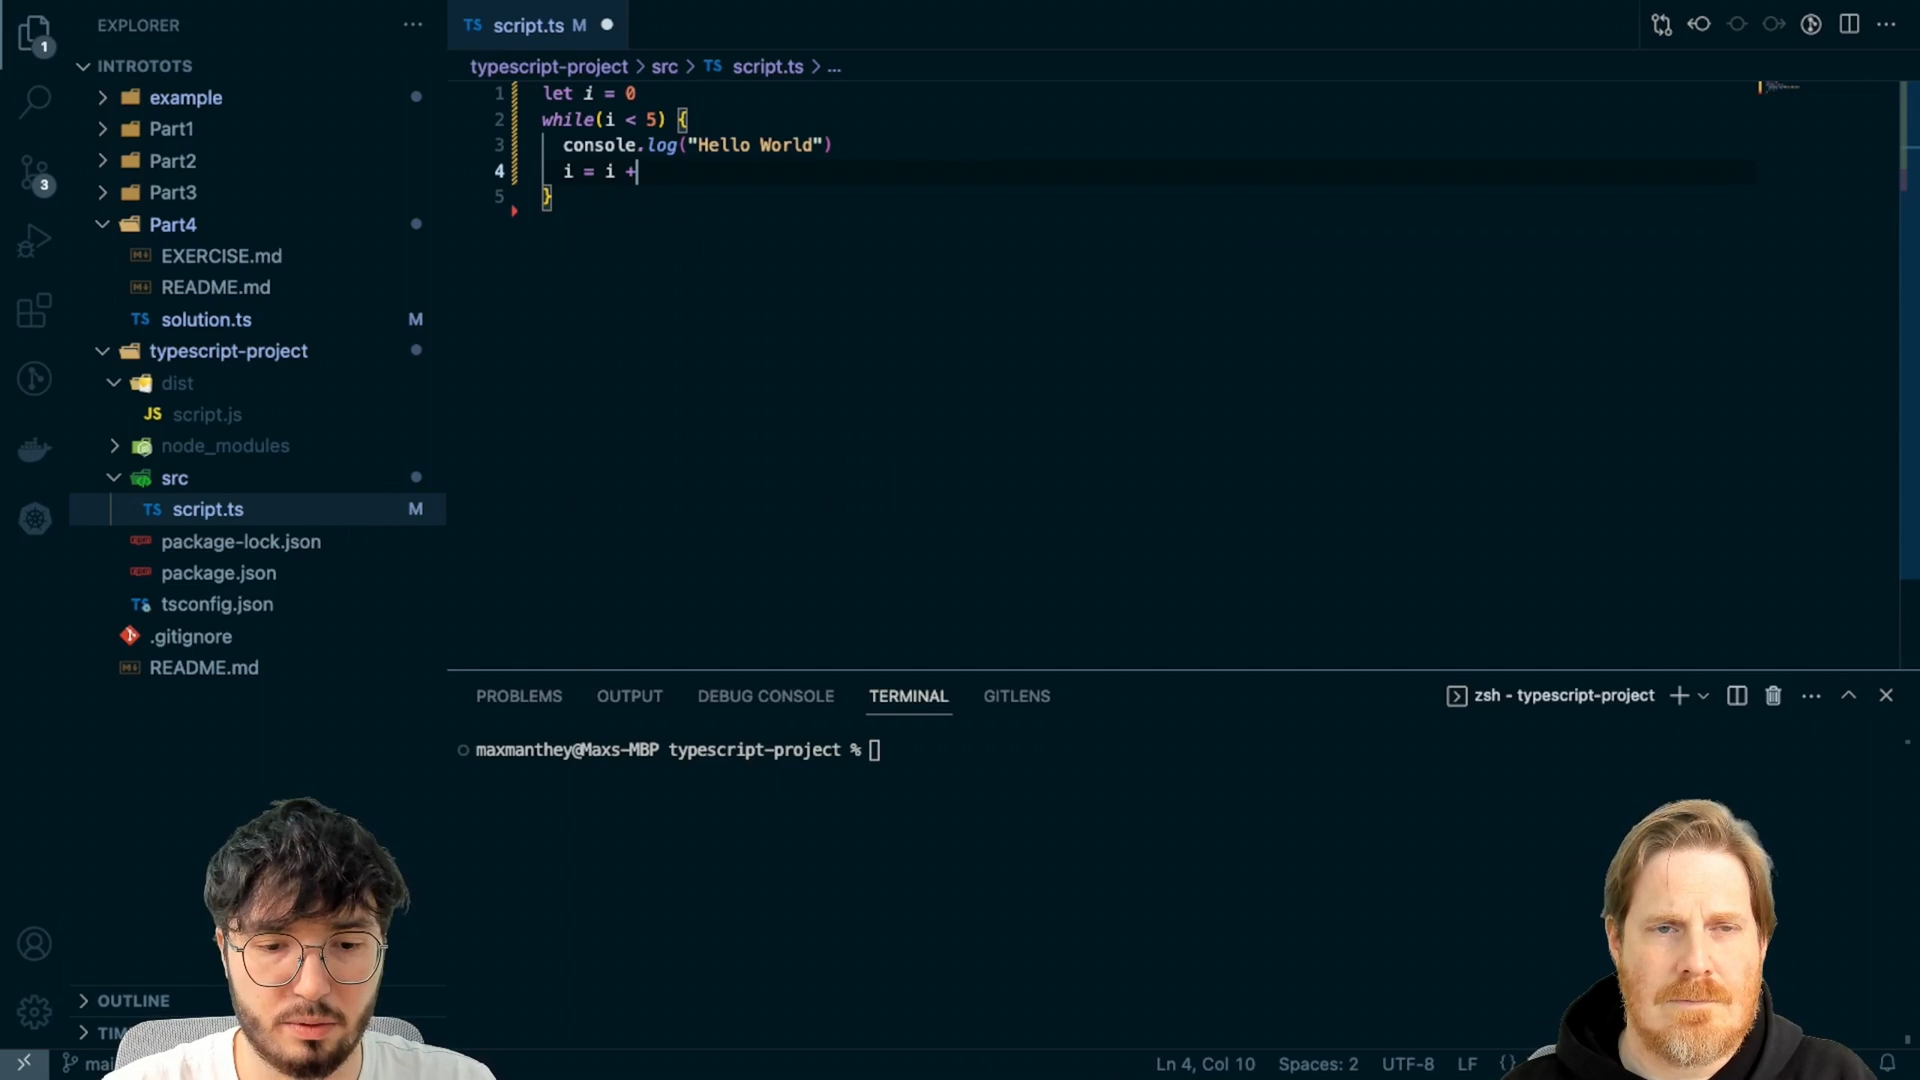 EXPLORER
INTROTOTS
example
Part1
Part2
Part3
Part4
EXERCISE.md
README.md
TS solution.ts M
typescript-project
dist
JS script.js
node_modules
src
TS script.ts M
package-lock.json
package.json
tsconfig.json
.gitignore
README.md
OUTLINE
1
3
TS script.ts M
typescript-project > src > TS script.ts > ...
1 let i = 0
2 while(i < 5) {
3 console.log("Hello World")
4 i = i +
5 }
PROBLEMS OUTPUT DEBUG CONSOLE TERMINAL GITLENS
zsh - typescript-project
maxmanthey@Maxs-MBP typescript-project %
Ln 4, Col 10 Spaces: 2 UTF-8 LF {}